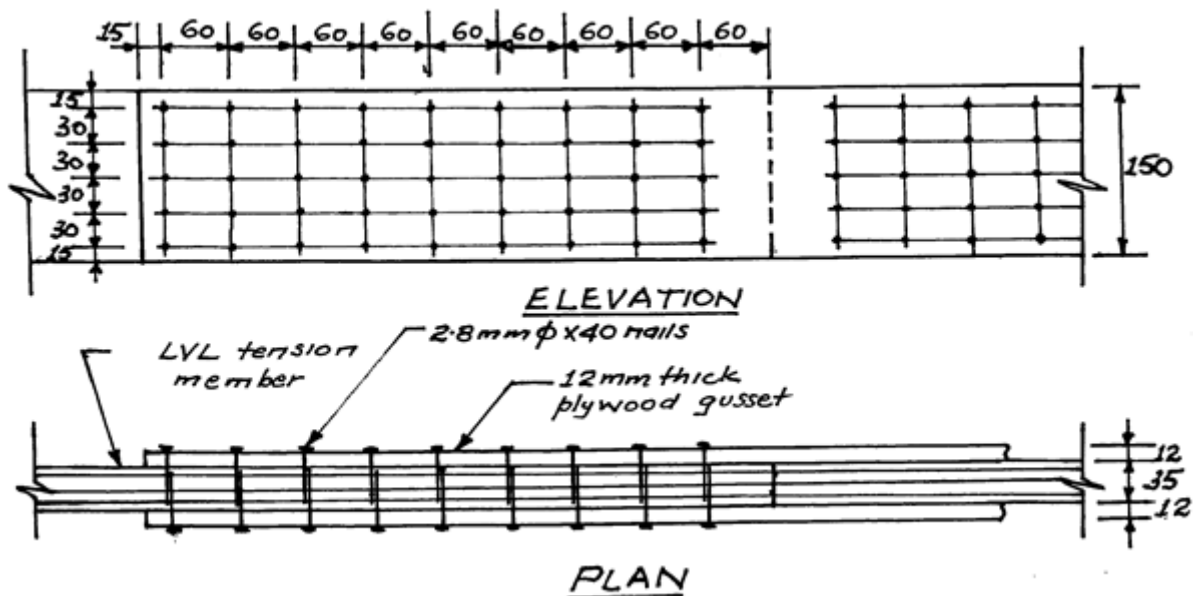 15 60 60 60 60 60 60 60 60 60
15
30
30
30
30
15
150
ELEVATION
2.8mm ϕ x40 nails
LVL tension
member
12mm thick
plywood gusset
12
35
12
PLAN